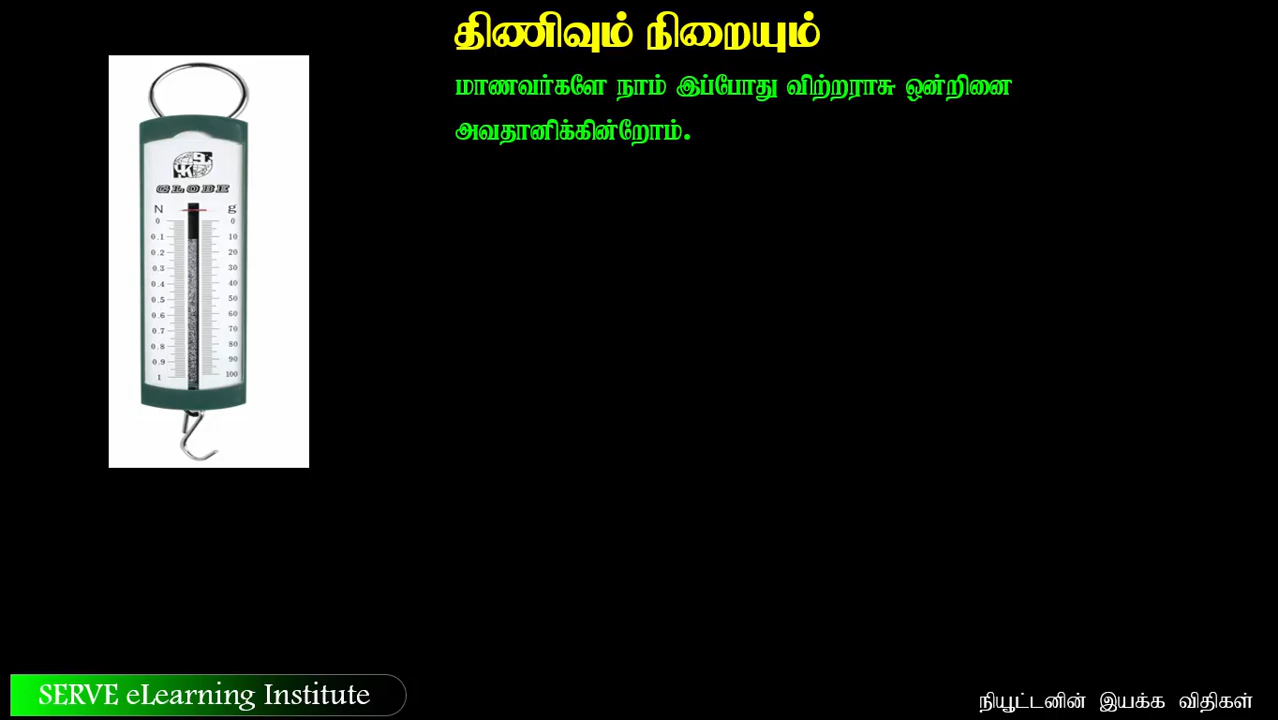 திணிவும் நிறையும்
மாணவர்களே நாம் இப்போது விற்றராசு ஒன்றினை
அவதானிக்கின்றோம்.
GLOBE
N g
0 0
0.1 10
0.2 20
0.3 30
0.4 40
0.5 50
0.6 60
0.7 70
0.8 80
0.9 90
1 100
SERVE eLearning Institute
நியூட்டனின் இயக்க விதிகள்